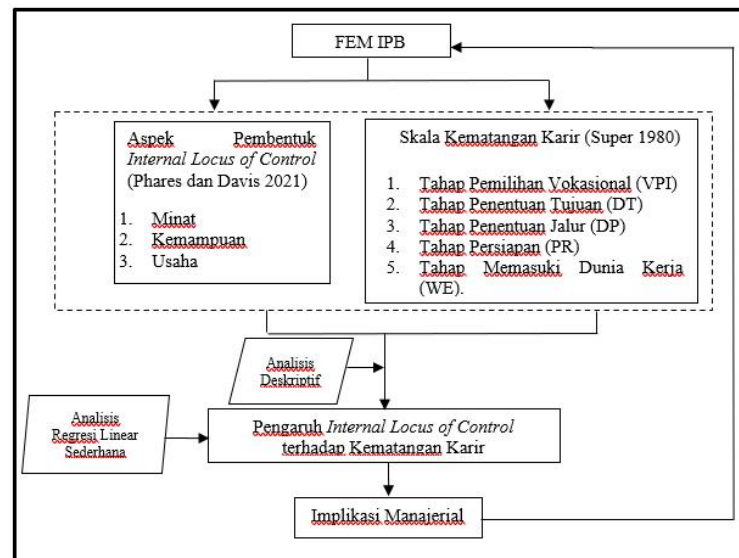 FEM IPB
Aspek Pembentuk
Internal Locus of Control
(Phares dan Davis 2021)
1. Minat
2. Kemampuan
3. Usaha
Skala Kematangan Karir (Super 1980)
1. Tahap Pemilihan Vokasional (VPI)
2. Tahap Penentuan Tujuan (DT)
3. Tahap Penentuan Jalur (DP)
4. Tahap Persiapan (PR)
5. Tahap Memasuki Dunia Kerja
(WE).
Analisis
Deskriptif
Analisis
Regresi Linear
Sederhana
Pengaruh Internal Locus of Control
terhadap Kematangan Karir
Implikasi Manajerial